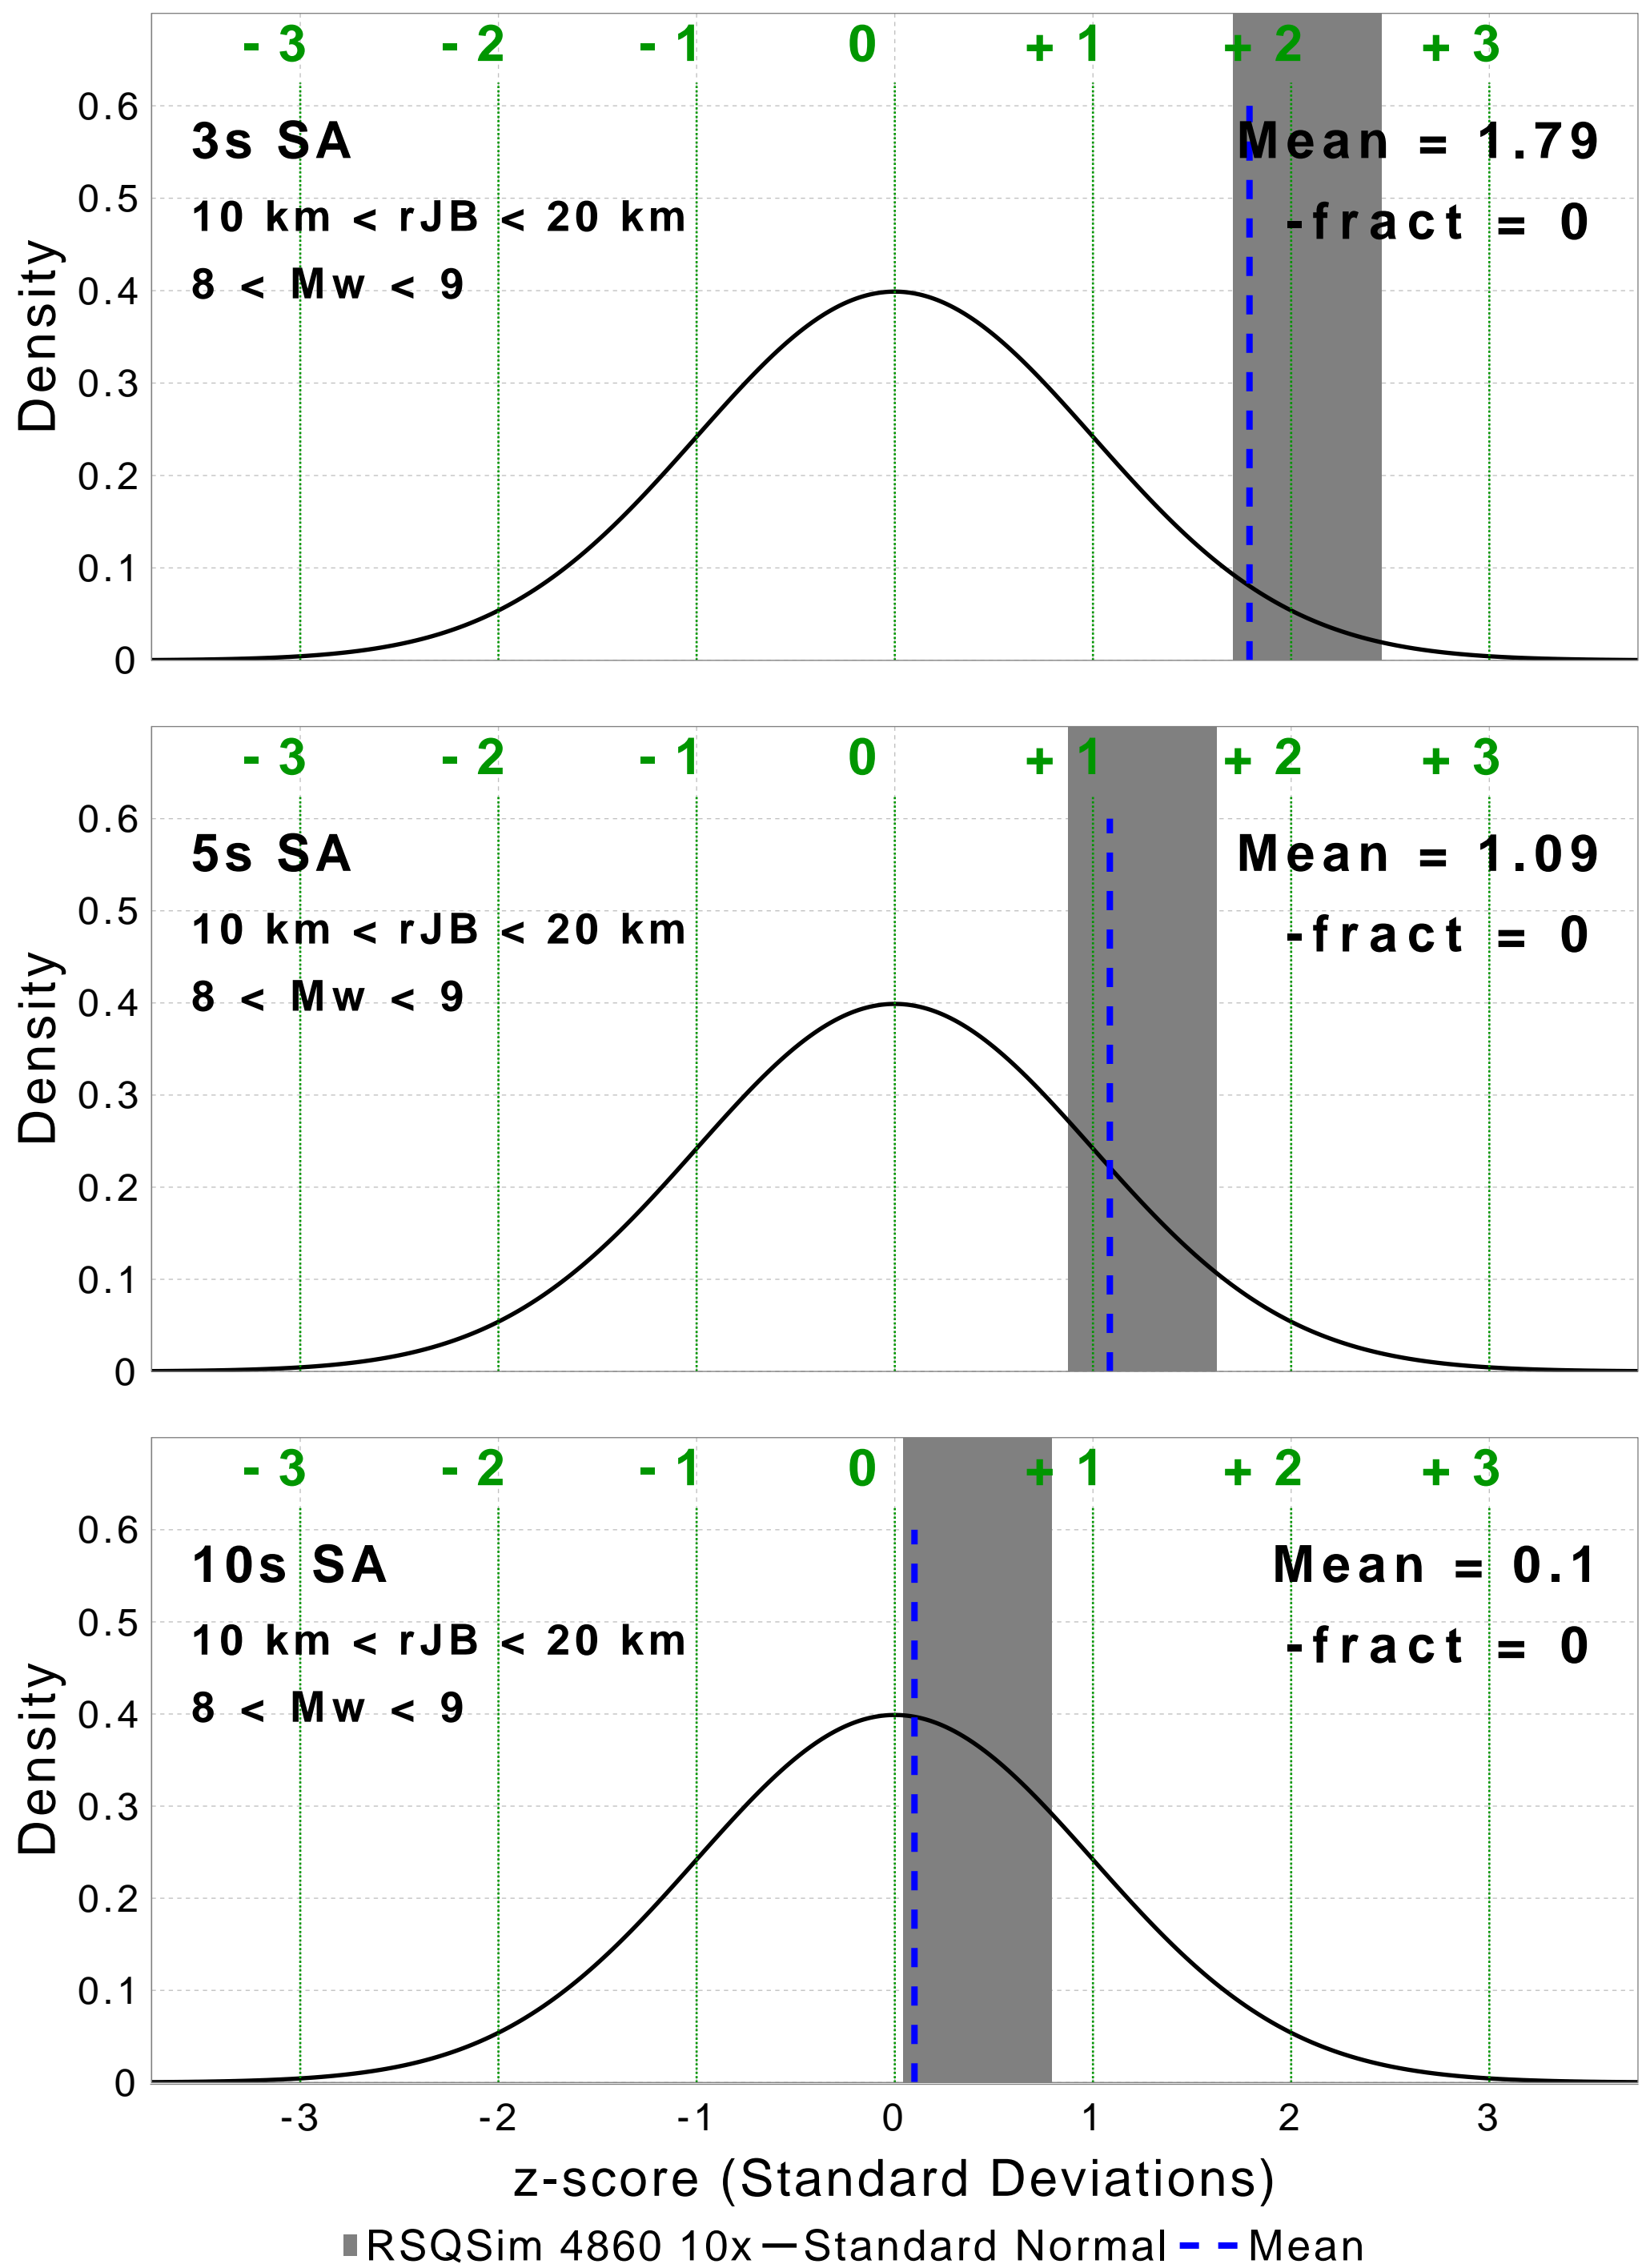 - 3 - 2 - 1 0 + 1 + 2 + 3
0.6
3s SA
Mean = 1.79
0.5
10 km < rJB < 20 km
-fract = 0
8 < Mw < 9
0.4
0.3
0.2
0.1
0
Density
- 3 - 2 - 1 0 + 1 + 2 + 3
0.6
5s SA
Mean = 1.09
0.5
10 km < rJB < 20 km
-fract = 0
8 < Mw < 9
0.4
0.3
0.2
0.1
0
Density
- 3 - 2 - 1 0 + 1 + 2 + 3
0.6
10s SA
Mean = 0.1
0.5
10 km < rJB < 20 km
-fract = 0
8 < Mw < 9
0.4
0.3
0.2
0.1
0
Density
-3 -2 -1 0 1 2 3
z-score (Standard Deviations)
RSQSim 4860 10x Standard Normal Mean